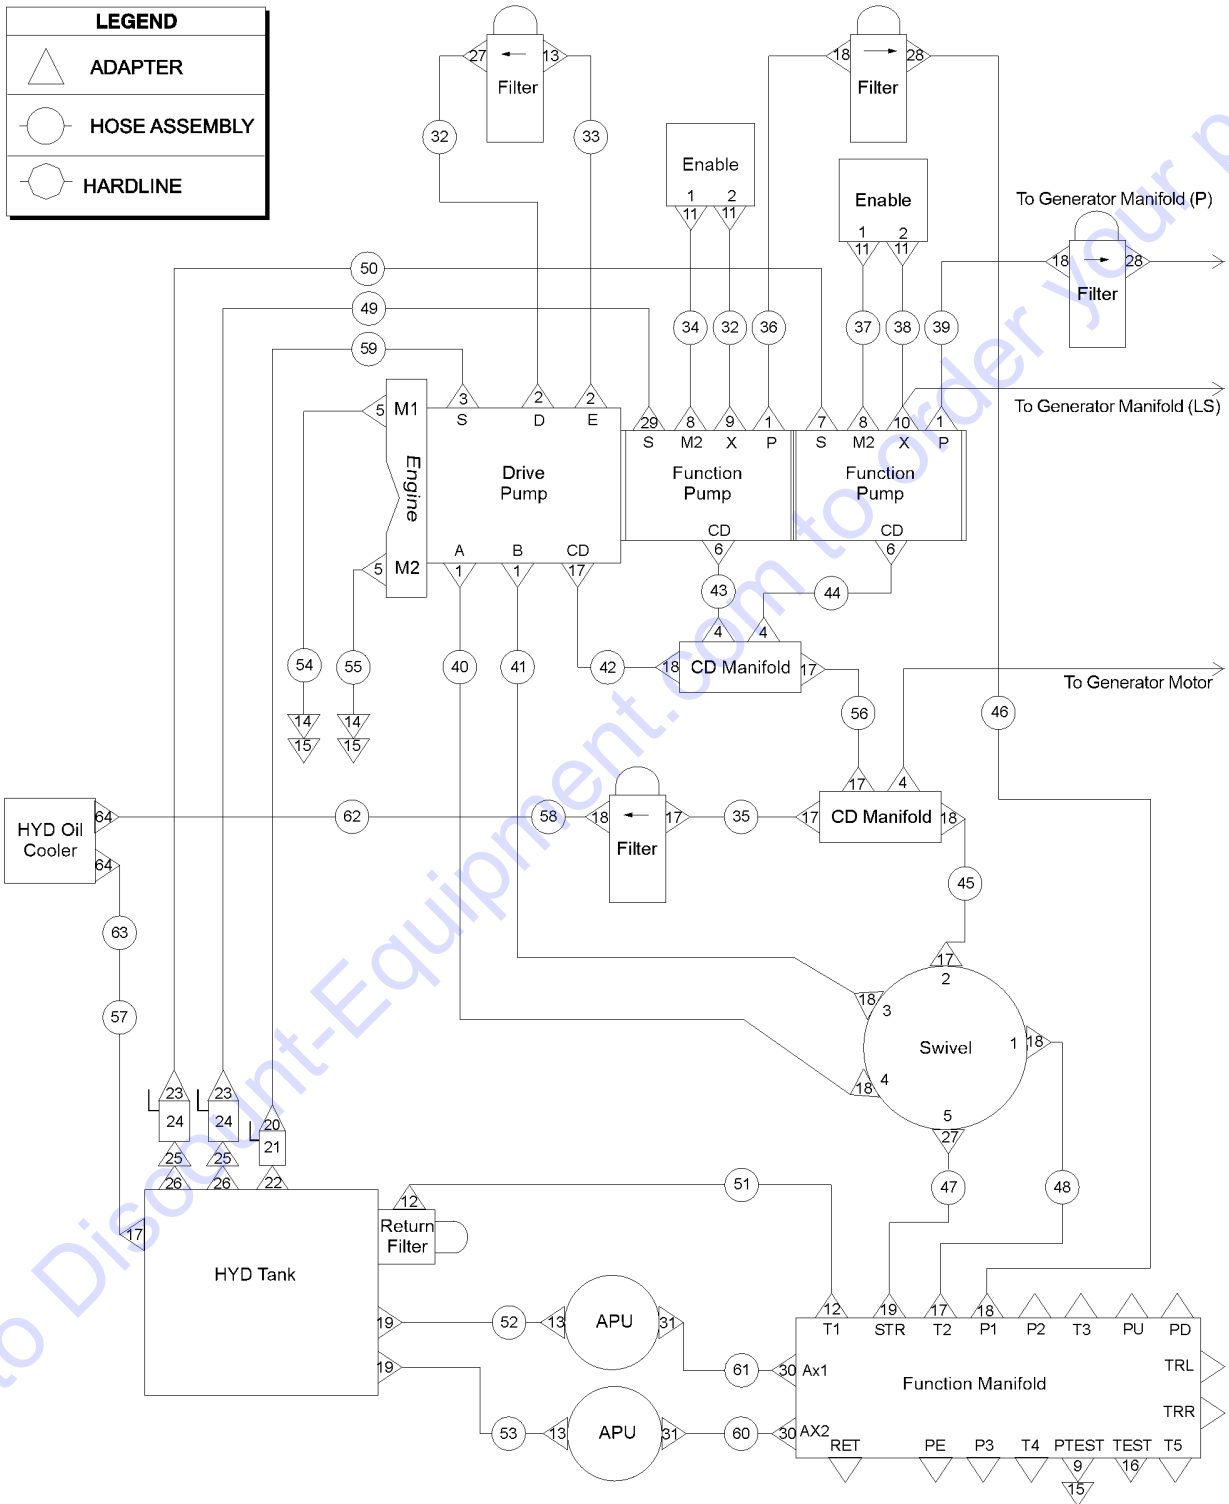 LEGEND
ADAPTER
HOSE ASSEMBLY
HARDLINE
27 13
Filter
32 33
18 28
Filter
Enable
1 2
11 11
Enable
1 2
11 11
To Generator Manifold (P)
18 28
Filter
50
49
59
34 32 36 37 38 39
To Generator Manifold (LS)
5 M1
3 2 2
S D E
29 8 9 1 7 8 10 1
S M2 X P S M2 X P
Engine
Drive
Pump
Function
Pump
Function
Pump
CD CD
6 6
A B CD
5 M2
1 1 17
43 44
4 4
54 55 40 41 42
18 CD Manifold 17
To Generator Motor
56 46
14 14
15 15
17 4
HYD Oil
Cooler
64
64
62 58
18 17
Filter
35
17 CD Manifold 18
45
63
57
17
2
18
3
Swivel
1 18
4
18
5
27
23 23 20
24 24 21
25 25
26 26 22
51 47 48
12
Return
Filter
17
HYD Tank
19 52 13 APU 31
19 53 13 APU 31
61 30 Ax1
60 30 AX2
12 19 17 18
T1 STR T2 P1 P2 T3 PU PD
TRL
Function Manifold
TRR
RET PE P3 T4 PTEST TEST T5
9 16
15
to Discount-Equipment.com to order your p